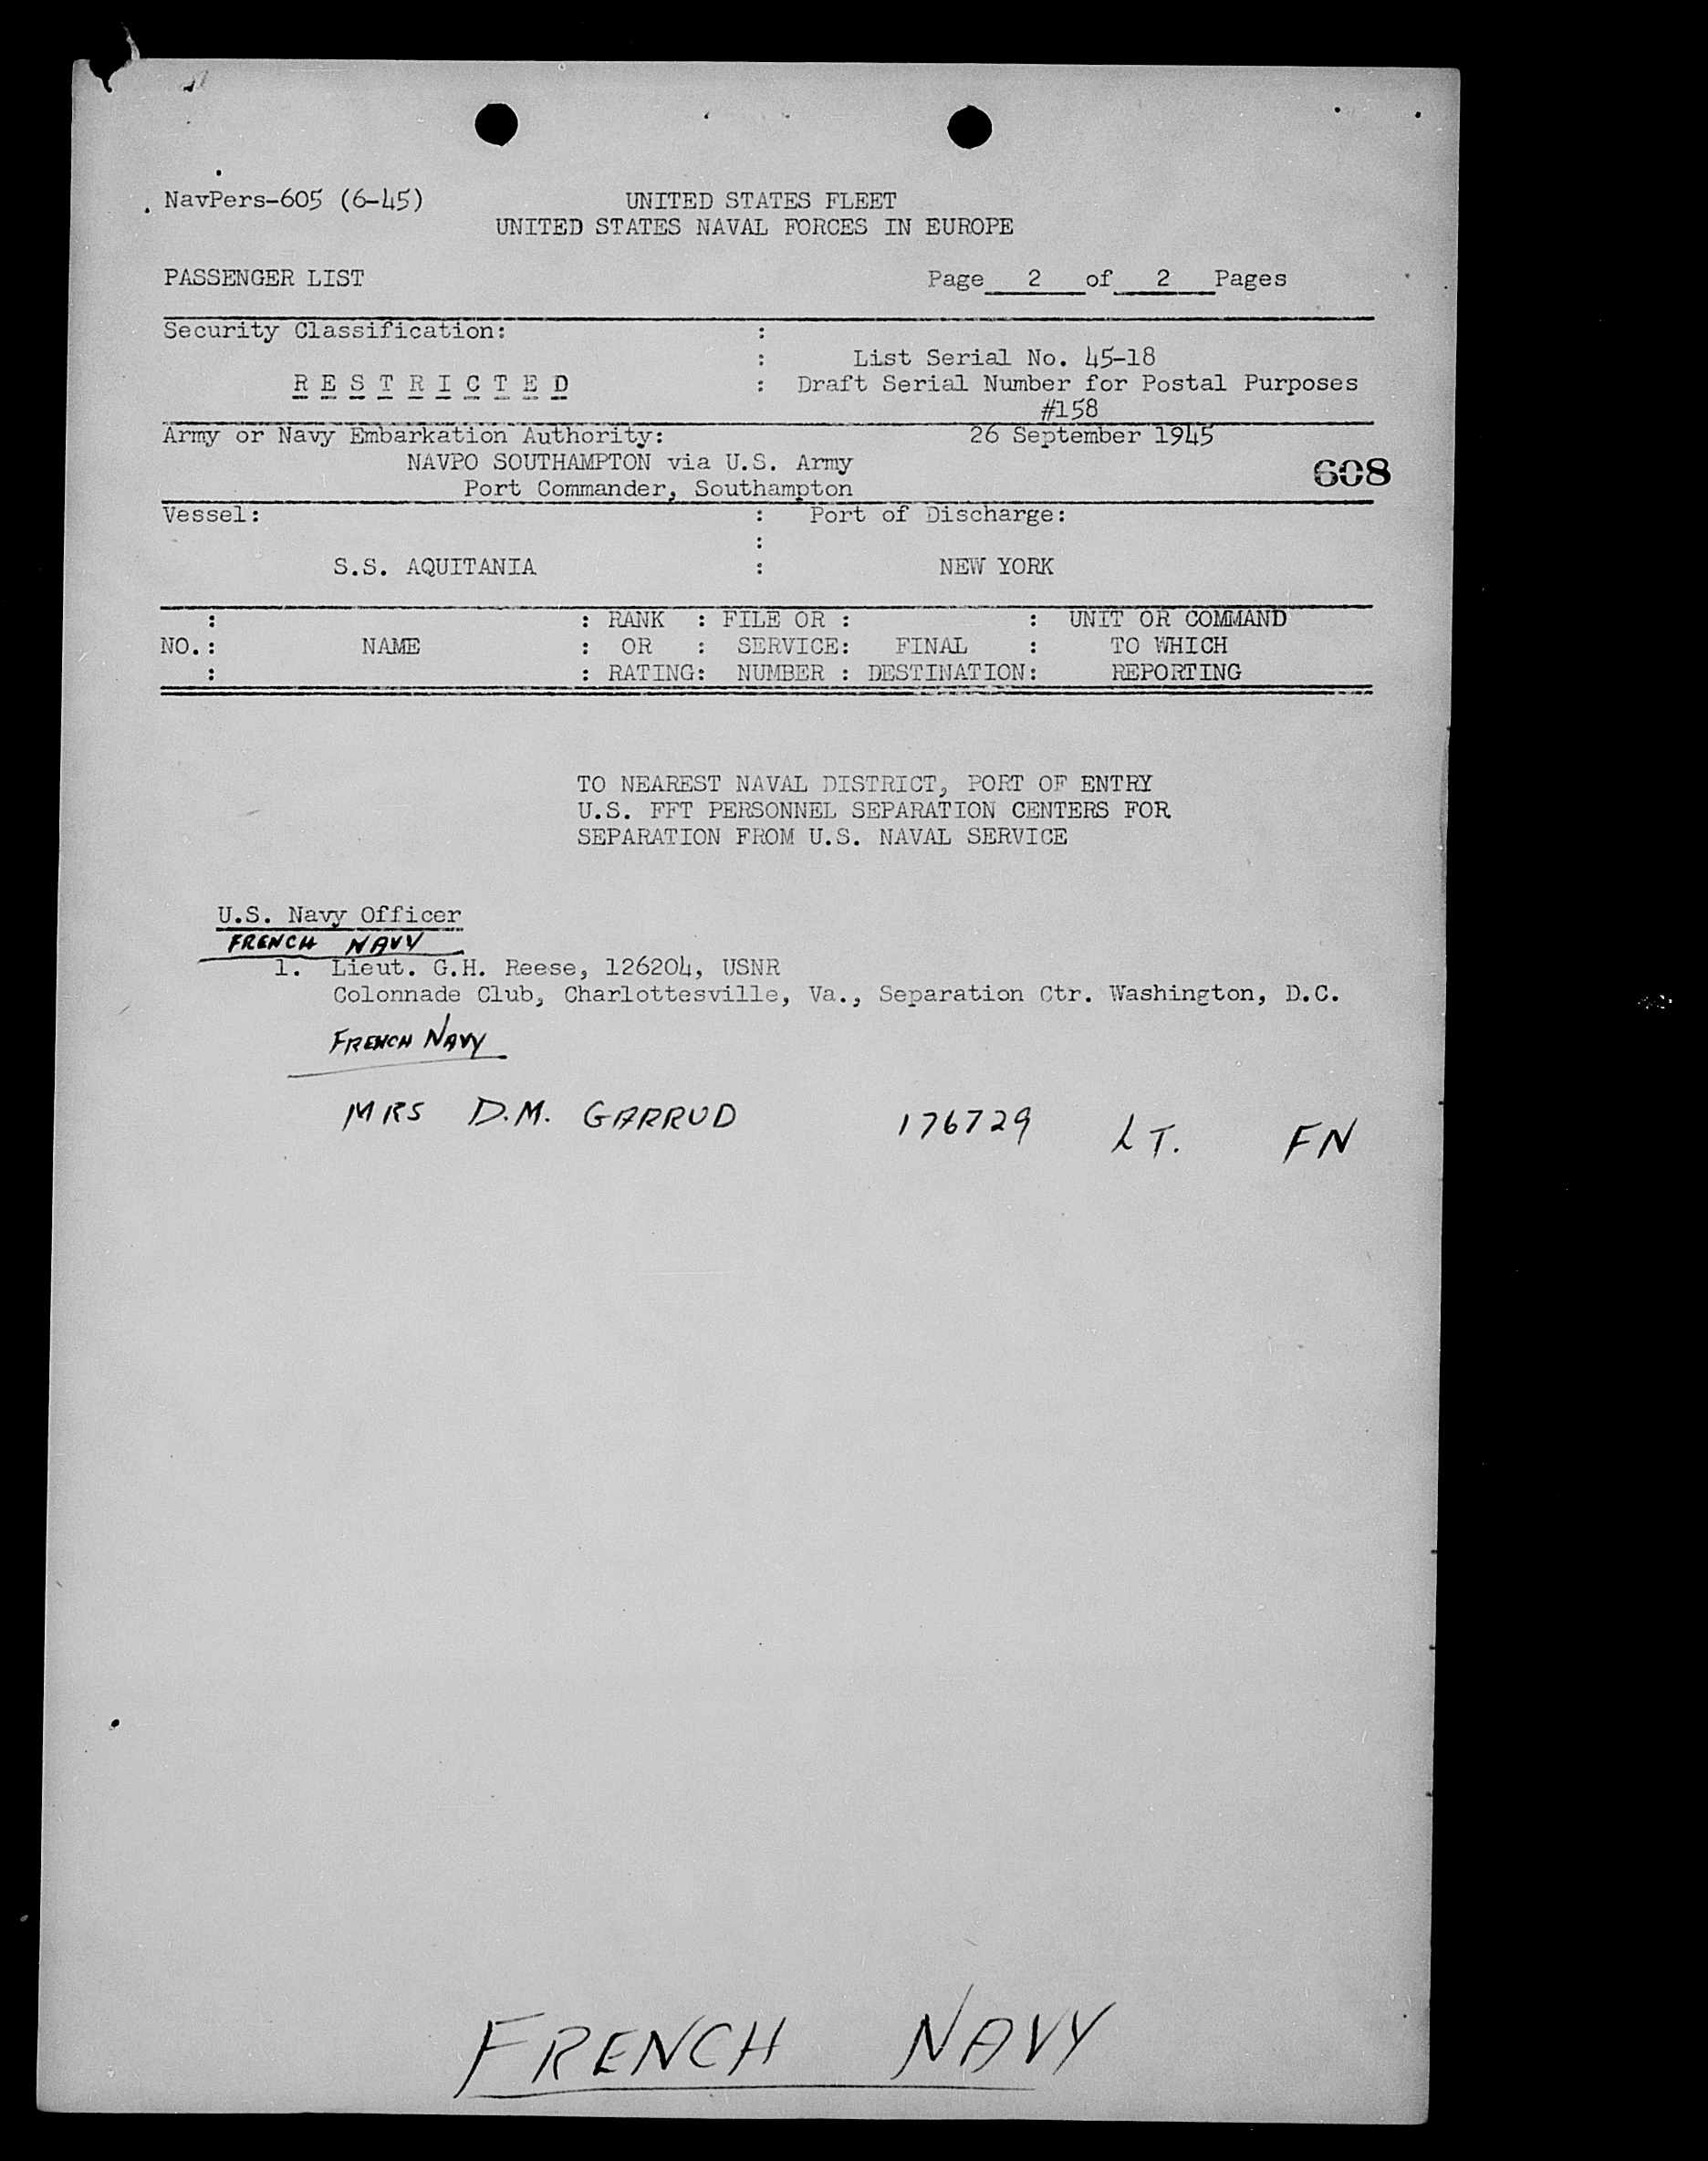 NavPers-605 (6-45) UNITED STATES FLEET
UNITED STATES NAVAL FORCES IN EUROPE
PASSENGER LIST Page 2 of 2 Pages
Security Classification: :
: List Serial No. 45-18
R E S T R I C T E D : Draft Serial Number for Postal Purposes
#158
Army or Navy Embarkation Authority: 26 September 1945
NAVPO SOUTHAMPTON via U.S. Army 608
Port Commander, Southampton
Vessel: : Port of Discharge:
:
S.S. AQUITANIA : NEW YORK
: : RANK : FILE OR : : UNIT OR COMMAND
NO.: NAME : OR : SERVICE: FINAL : TO WHICH
: : RATING: NUMBER : DESTINATION: REPORTING
TO NEAREST NAVAL DISTRICT, PORT OF ENTRY
U.S. FFT PERSONNEL SEPARATION CENTERS FOR
SEPARATION FROM U.S. NAVAL SERVICE
U.S. Navy Officer
FRENCH NAVY
1. Lieut. G.H. Reese, 126204, USNR
Colonnade Club, Charlottesville, Va., Separation Ctr. Washington, D.C.
FRENCH NAVY
MRS D.M. GARRUD 176729 LT. FN
FRENCH NAVY